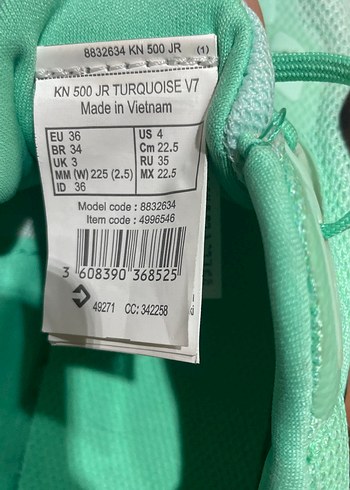 8832634 KN 500 JR (1)
KN 500 JR TURQUOISE V7
Made in Vietnam
EU 36 US 4
BR 34 Cm 22.5
UK 3 RU 35
MM (W) 225 (2.5) MX 22.5
ID 36
Model code : 8832634
Item code : 4996546
3 608390 368525
49271 CC: 342258